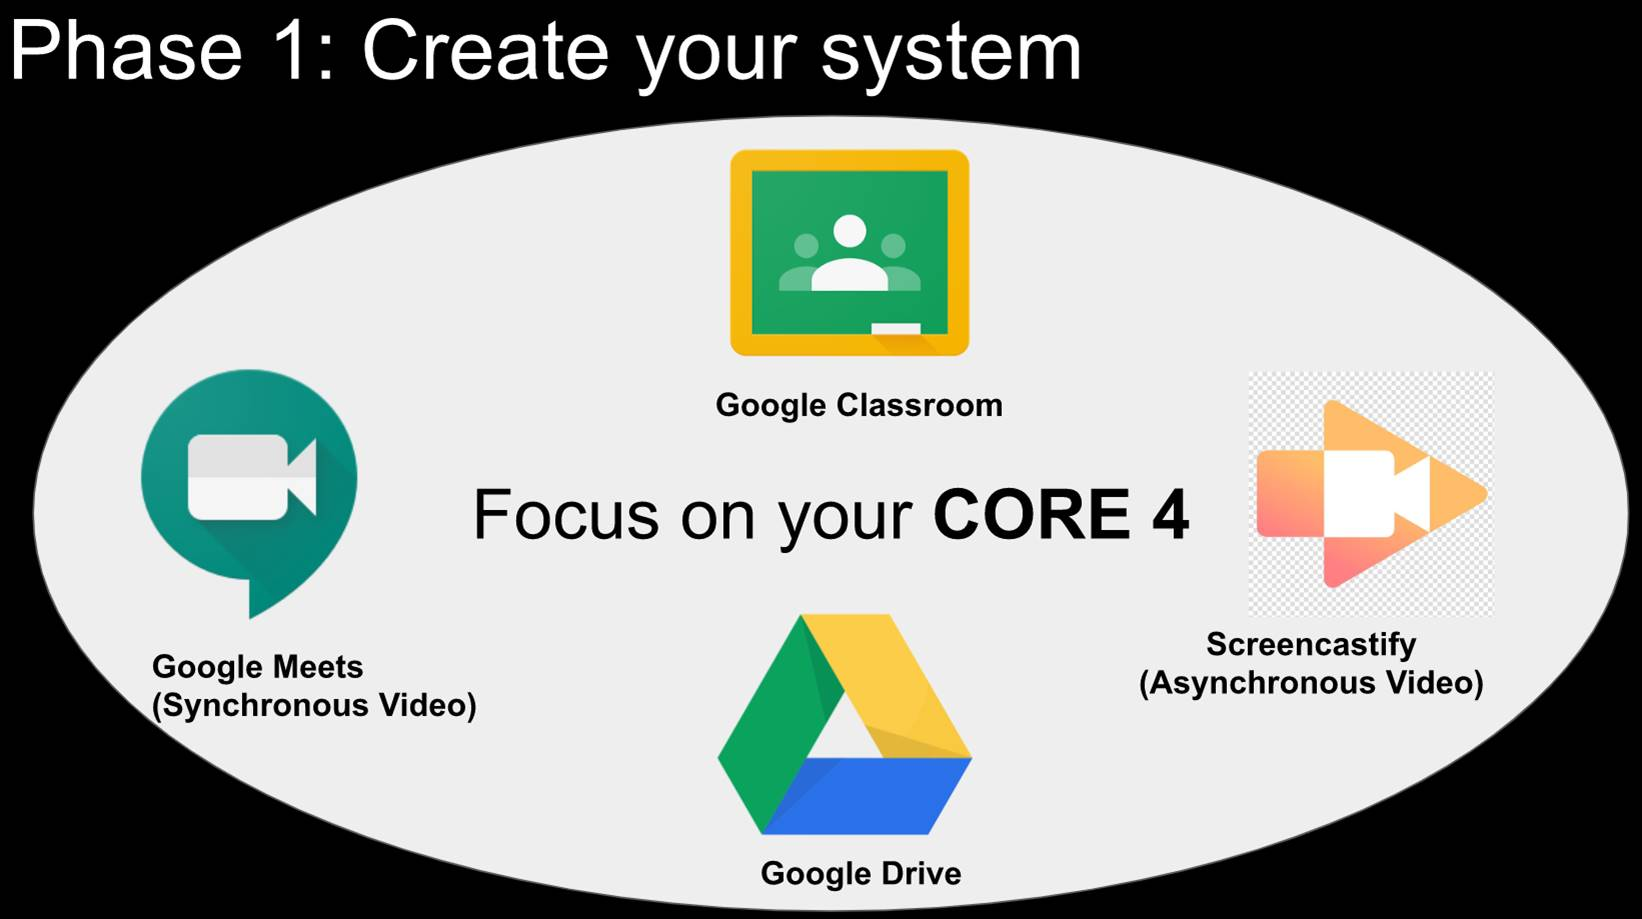 Phase 1: Create your system
Google Classroom
Focus on your CORE 4
Google Meets
(Synchronous Video)
Screencastify
(Asynchronous Video)
Google Drive